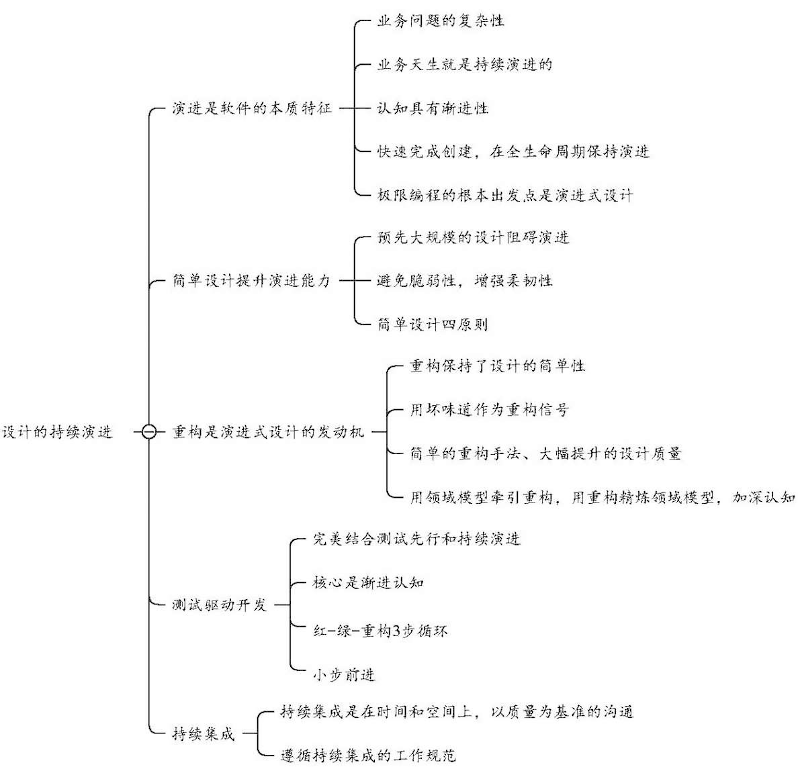 设计的持续演进
演进是软件的本质特征
业务问题的复杂性
业务天生就是持续演进的
认知具有渐进性
快速完成创建，在全生命周期保持演进
极限编程的根本出发点是演进式设计
简单设计提升演进能力
预先大规模的设计阻碍演进
避免脆弱性，增强柔韧性
简单设计四原则
重构是演进式设计的发动机
重构保持了设计的简单性
用坏味道作为重构信号
简单的重构手法、大幅提升的设计质量
用领域模型牵引重构，用重构精炼领域模型，加深认知
测试驱动开发
完美结合测试先行和持续演进
核心是渐进认知
红-绿-重构3步循环
小步前进
持续集成
持续集成是在时间和空间上，以质量为基准的沟通
遵循持续集成的工作规范